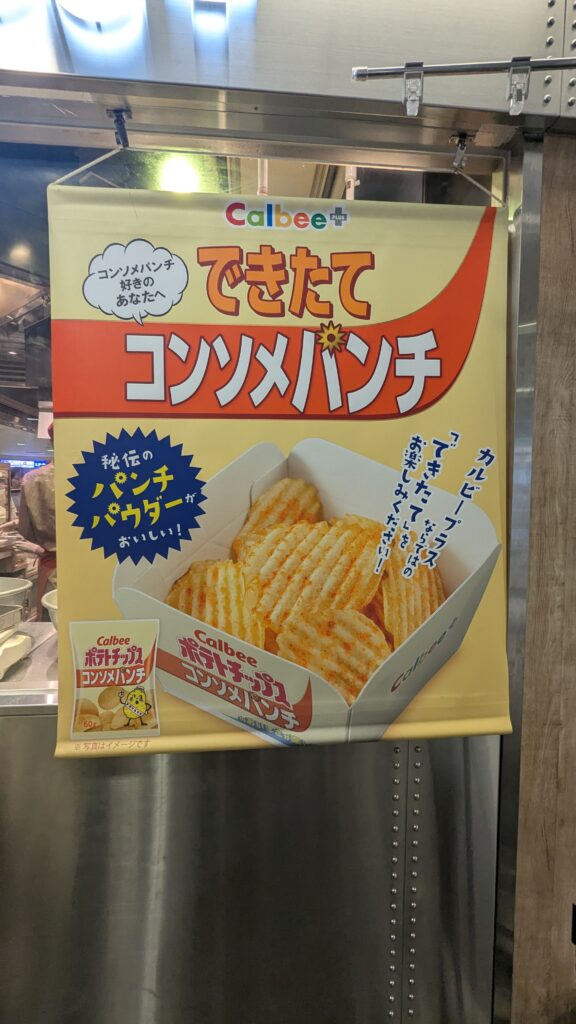 Calbee PLUS
コンソメパンチ
好きの
あなたへ
できたて
コンソメパンチ
秘伝の
パンチ
パウダーが
おいしい!
カルビープラス
ならではの
「できたて」を
お楽しみください!
Calbee
ポテトチップス
コンソメパンチ
Calbee+
Calbee
ポテトチップス
コンソメパンチ
60g
※写真はイメージです